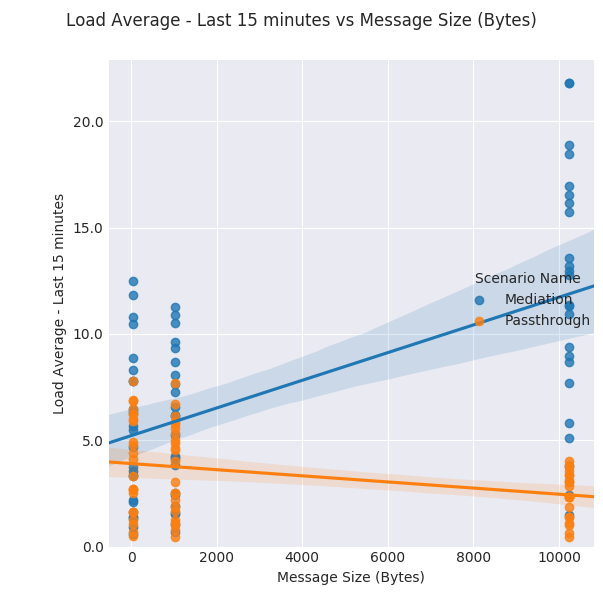 Load Average - Last 15 minutes vs Message Size (Bytes)
20.0
15.0
10.0
5.0
0.0
Load Average - Last 15 minutes
Scenario Name
Mediation
Passthrough
0 2000 4000 6000 8000 10000
Message Size (Bytes)